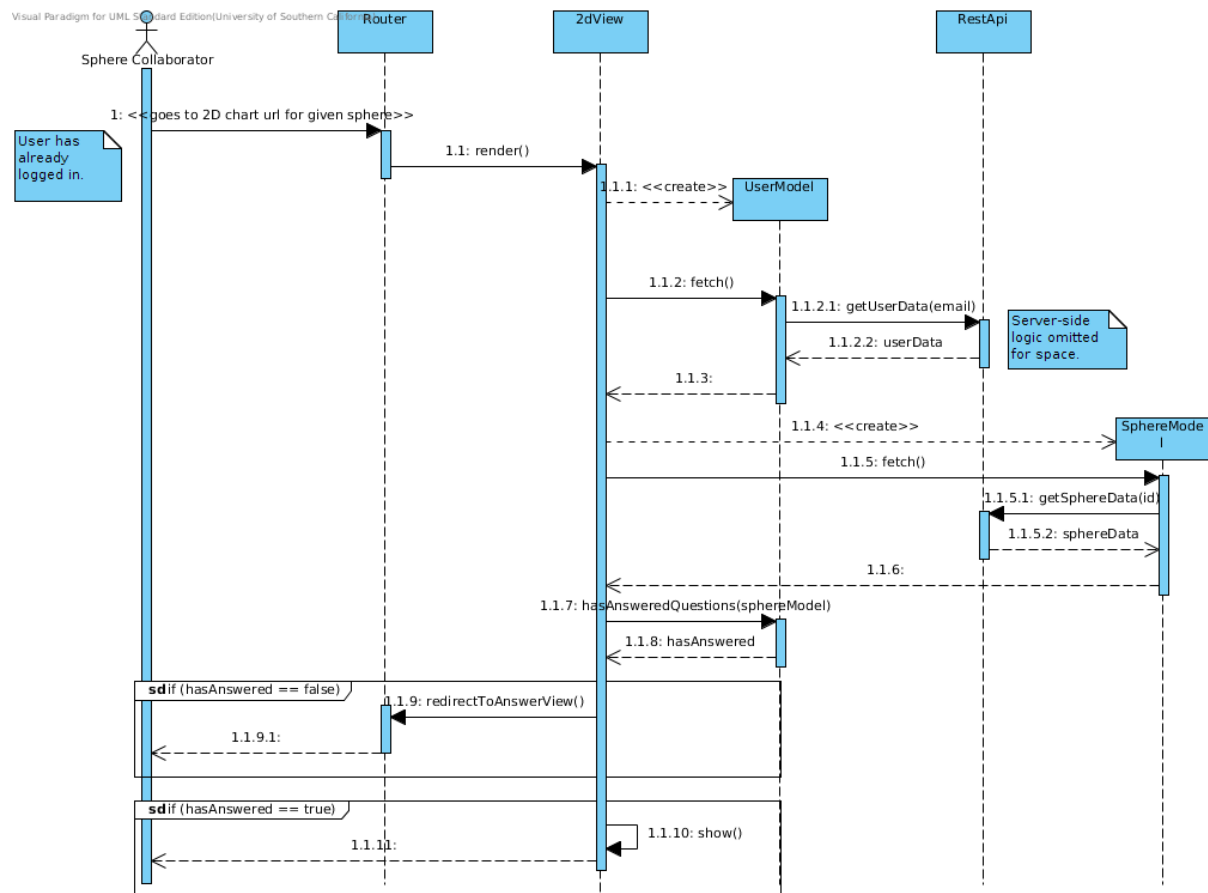 Visual Paradigm for UML Standard Edition(University of Southern California)
Router
2dView
RestApi
Sphere Collaborator
1: <<goes to 2D chart url for given sphere>>
User has
already
logged in.
1.1: render()
1.1.1: <<create>>
UserModel
1.1.2: fetch()
1.1.2.1: getUserData(email)
Server-side
logic omitted
for space.
1.1.2.2: userData
1.1.3:
1.1.4: <<create>>
SphereMode
l
1.1.5: fetch()
1.1.5.1: getSphereData(id)
1.1.5.2: sphereData
1.1.6:
1.1.7: hasAnsweredQuestions(sphereModel)
1.1.8: hasAnswered
sd if (hasAnswered == false)
1.1.9: redirectToAnswerView()
1.1.9.1:
sd if (hasAnswered == true)
1.1.10: show()
1.1.11: